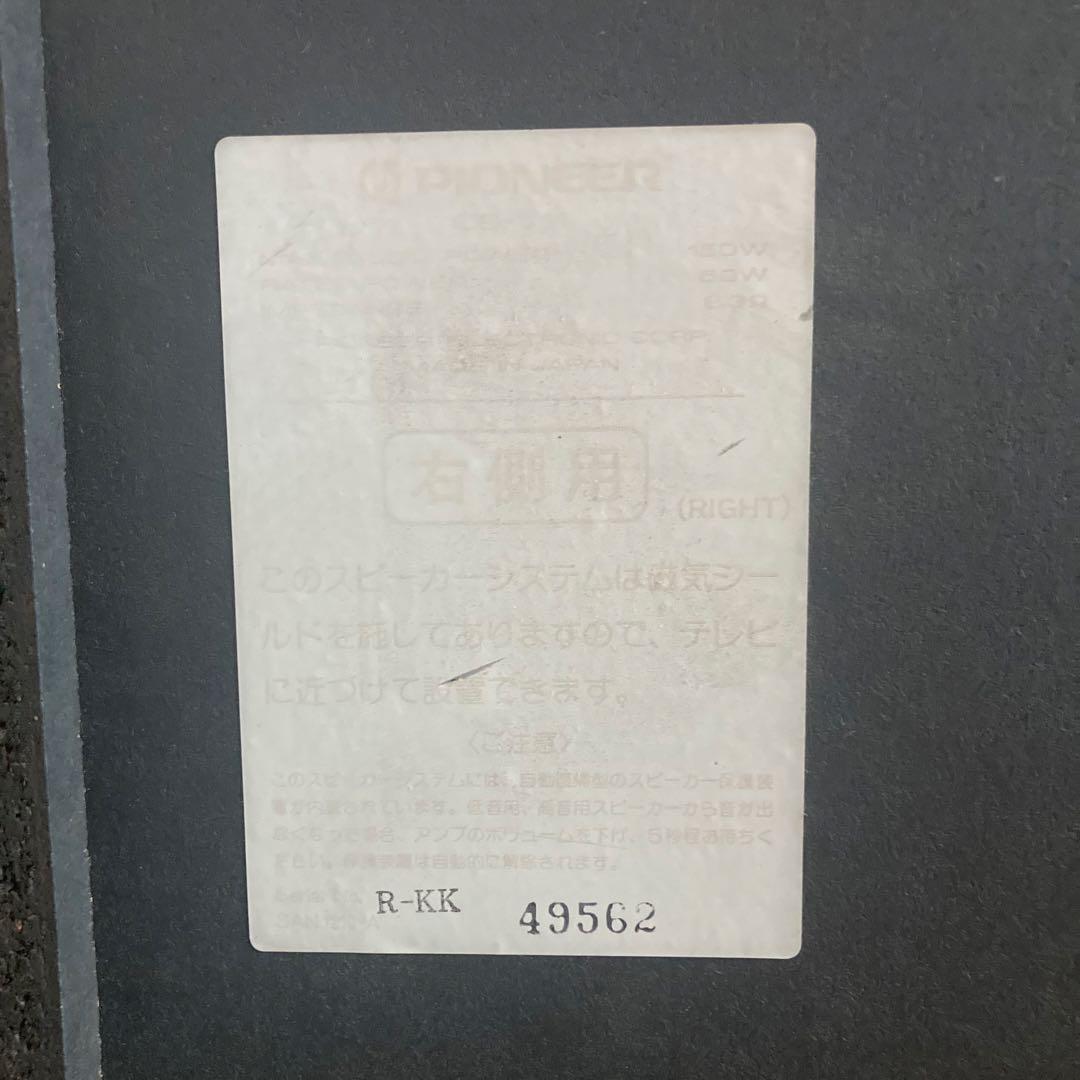 PIONEER
MADE IN JAPAN
右側用
(RIGHT)
このスピーカーシステムは磁気シー
ルドを託してありますので、テレビ
に近づけて設置できます。
〈ご注意〉
このスピーカーシステムには、自動復帰型のスピーカー保護装
置が内蔵されています。低音用、高音用スピーカーから音が出
なくなった場合、アンプのボリュームを下げ、5秒程お待ちく
ださい。保護装置は自動的に解除されます。
R-KK 49562